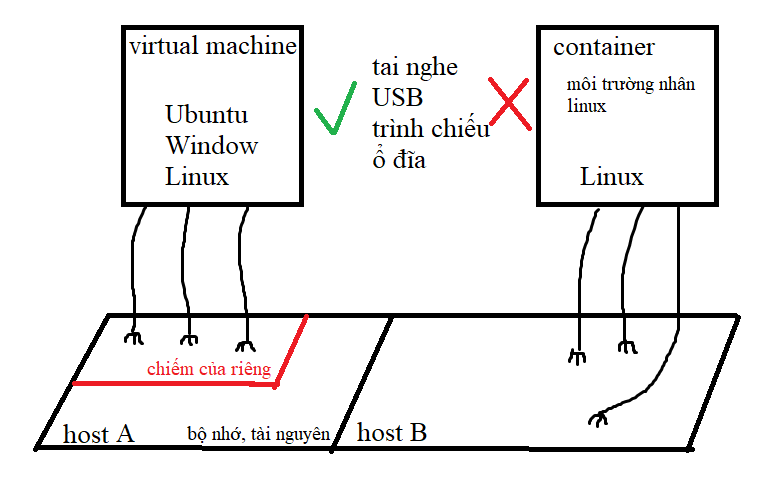 virtual machine
Ubuntu
Window
Linux
tai nghe
USB
trình chiếu
ổ đĩa
container
môi trường nhân
linux
Linux
chiếm của riêng
host A
bộ nhớ, tài nguyên
host B